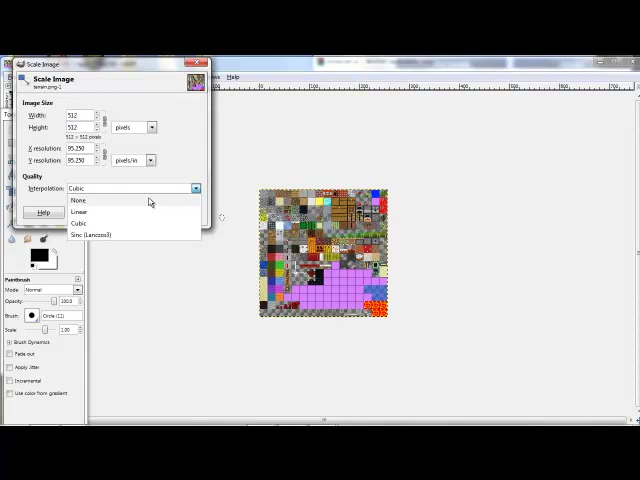 Scale Image
Help
Scale Image
terrain.png-1
Image Size
Width: 512
Height: 512 pixels
512 × 512 pixels
X resolution: 95.250
Y resolution: 95.250 pixels/in
Quality
Interpolation: Cubic
None
Linear
Cubic
Sinc (Lanczos3)
Help
Paintbrush
Mode: Normal
Opacity: 100.0
Brush: Circle (11)
Scale: 1.00
Brush Dynamics
Fade out
Apply Jitter
Incremental
Use color from gradient